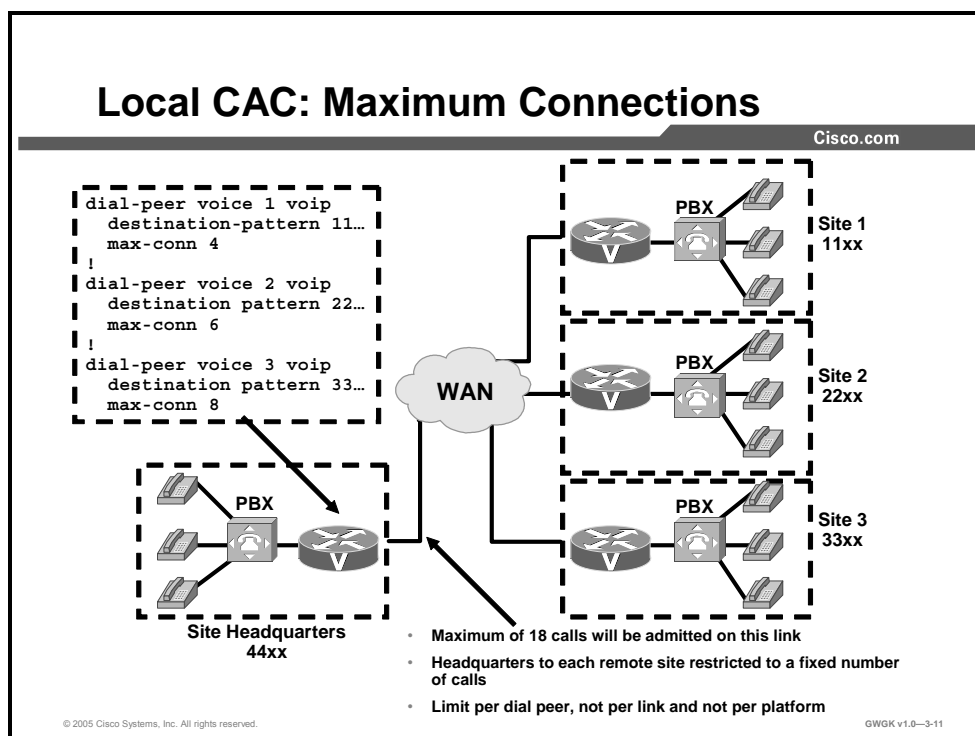 Local CAC: Maximum Connections
Cisco.com
dial-peer voice 1 voip
destination-pattern 11…
max-conn 4
!
dial-peer voice 2 voip
destination pattern 22…
max-conn 6
!
dial-peer voice 3 voip
destination pattern 33…
max-conn 8
PBX
Site 1
11xx
WAN
V
PBX
Site 2
22xx
V
PBX
Site 3
33xx
V
PBX
V
Site Headquarters
44xx
• Maximum of 18 calls will be admitted on this link
• Headquarters to each remote site restricted to a fixed number
of calls
• Limit per dial peer, not per link and not per platform
© 2005 Cisco Systems, Inc. All rights reserved.
GWGK v1.0—3-11